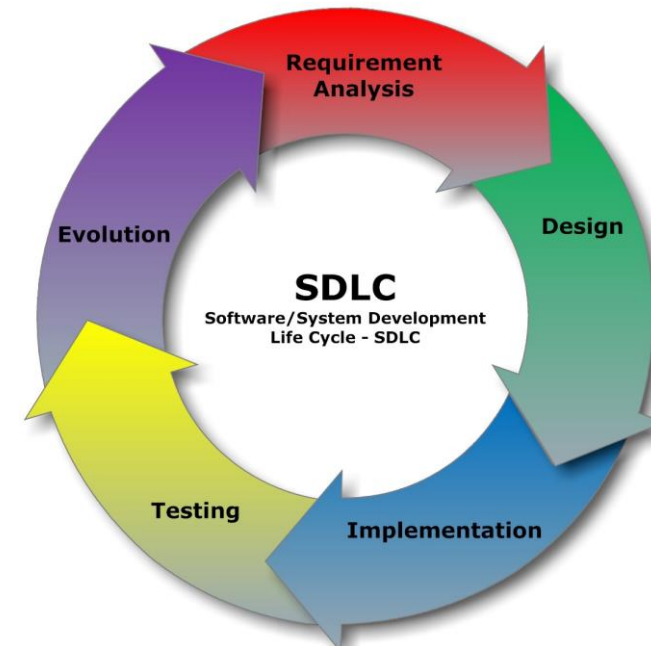 Requirement
Analysis
Design
Evolution
SDLC
Software/System Development
Life Cycle - SDLC
Testing
Implementation